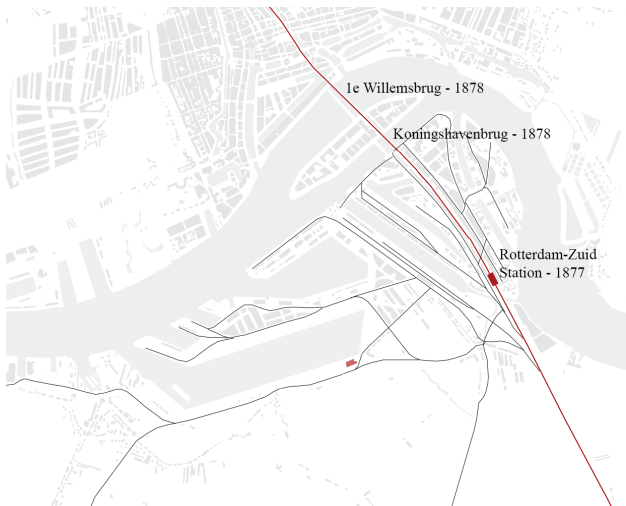 1e Willemsbrug - 1878
Koningshavenbrug - 1878
Rotterdam-Zuid
Station - 1877